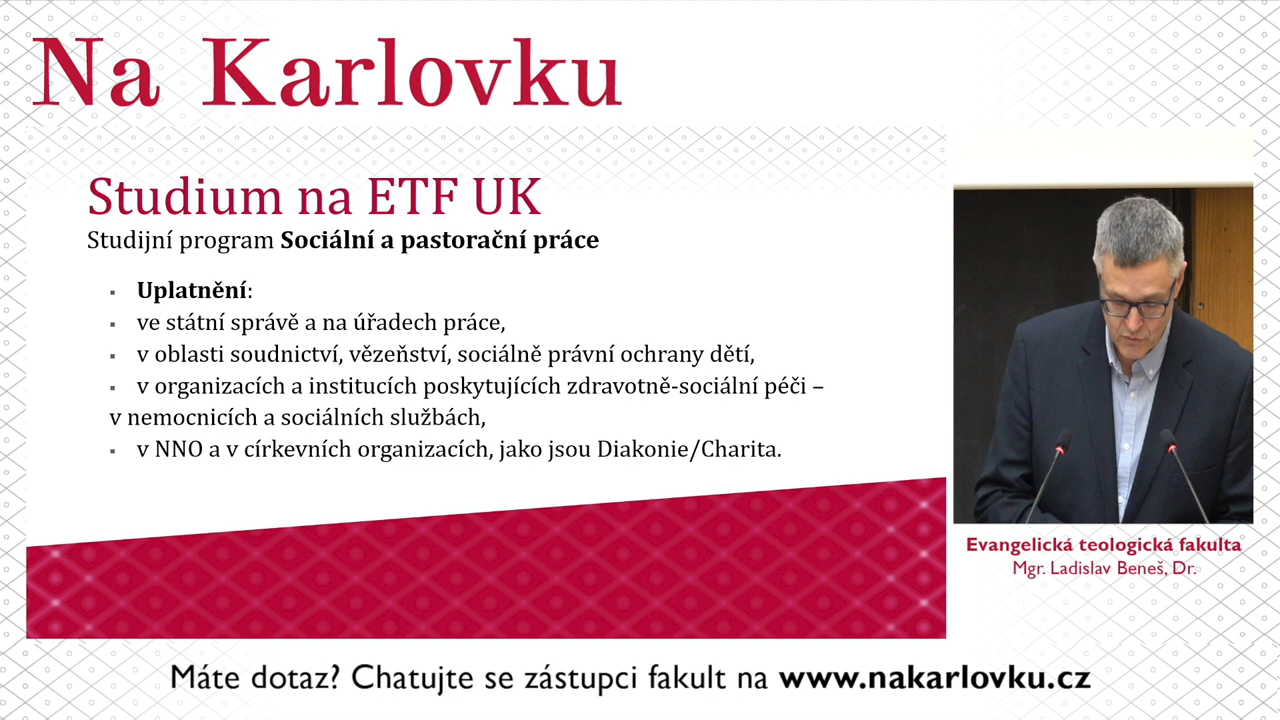 Na Karlovku
Studium na ETF UK
Studijní program Sociální a pastorační práce
▪ Uplatnění:
▪ ve státní správě a na úřadech práce,
▪ v oblasti soudnictví, vězeňství, sociálně právní ochrany dětí,
▪ v organizacích a institucích poskytujících zdravotně-sociální péči –
v nemocnicích a sociálních službách,
▪ v NNO a v církevních organizacích, jako jsou Diakonie/Charita.
Evangelická teologická fakulta
Mgr. Ladislav Beneš, Dr.
Máte dotaz? Chatujte se zástupci fakult na www.nakarlovku.cz